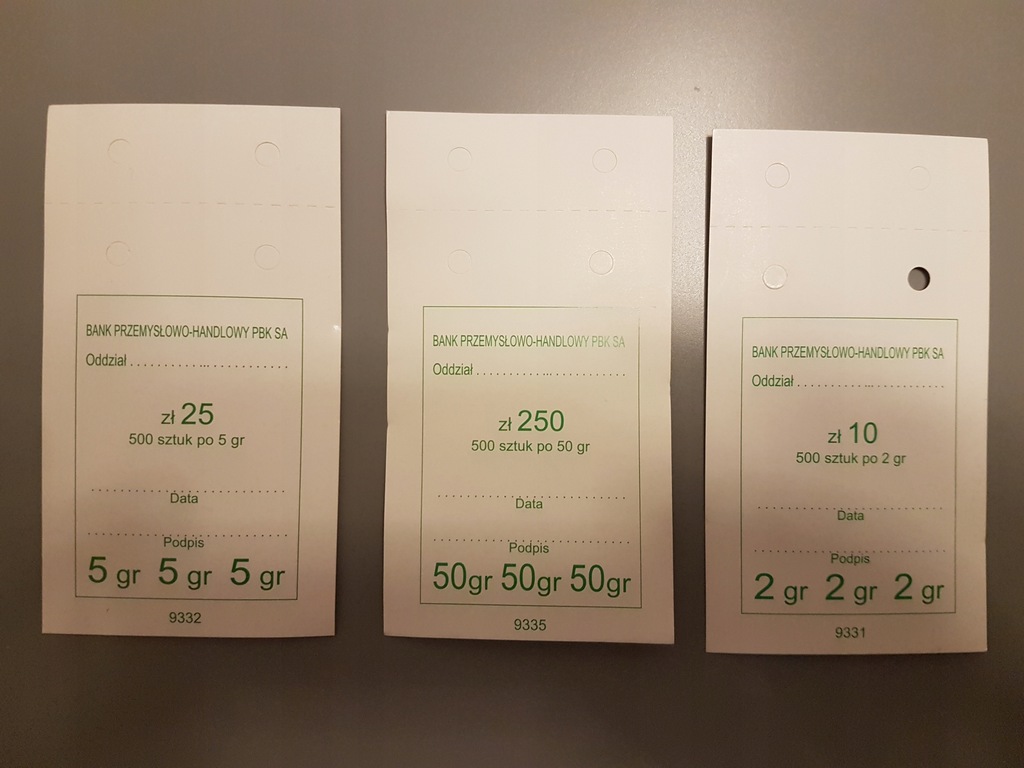 BANK PRZEMYSŁOWO-HANDLOWY PBK SA
Oddział . . . . . . . . . . ... . . . . . . . . . . .
zł 25
500 sztuk po 5 gr
Data
Podpis
5 gr 5 gr 5 gr
9332
BANK PRZEMYSŁOWO-HANDLOWY PBK SA
Oddział . . . . . . . . . . ... . . . . . . . . . . .
zł 250
500 sztuk po 50 gr
Data
Podpis
50gr 50gr 50gr
9335
BANK PRZEMYSŁOWO-HANDLOWY PBK SA
Oddział . . . . . . . . . . ... . . . . . . . . . . .
zł 10
500 sztuk po 2 gr
Data
Podpis
2 gr 2 gr 2 gr
9331